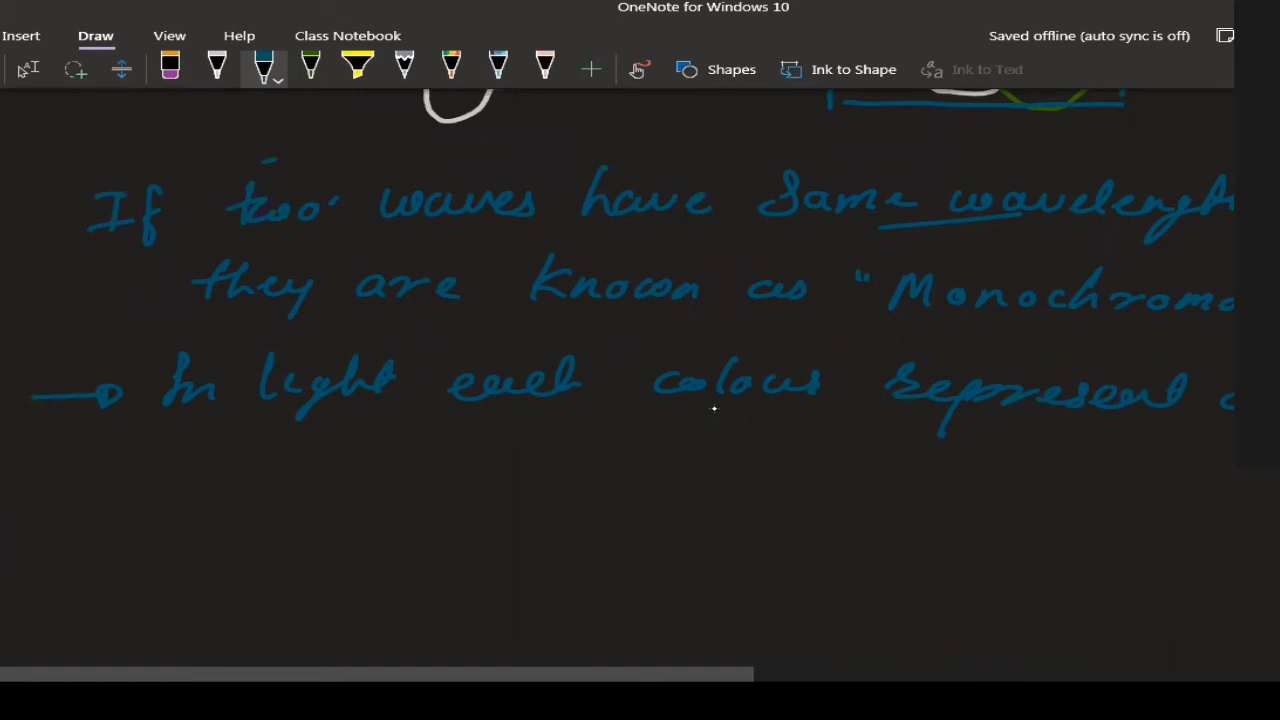 OneNote for Windows 10
Insert Draw View Help Class Notebook Saved offline (auto sync is off)
Shapes Ink to Shape Ink to Text
If two waves have Same wavelength
they are Known as "Monochroma
In light each colour represent